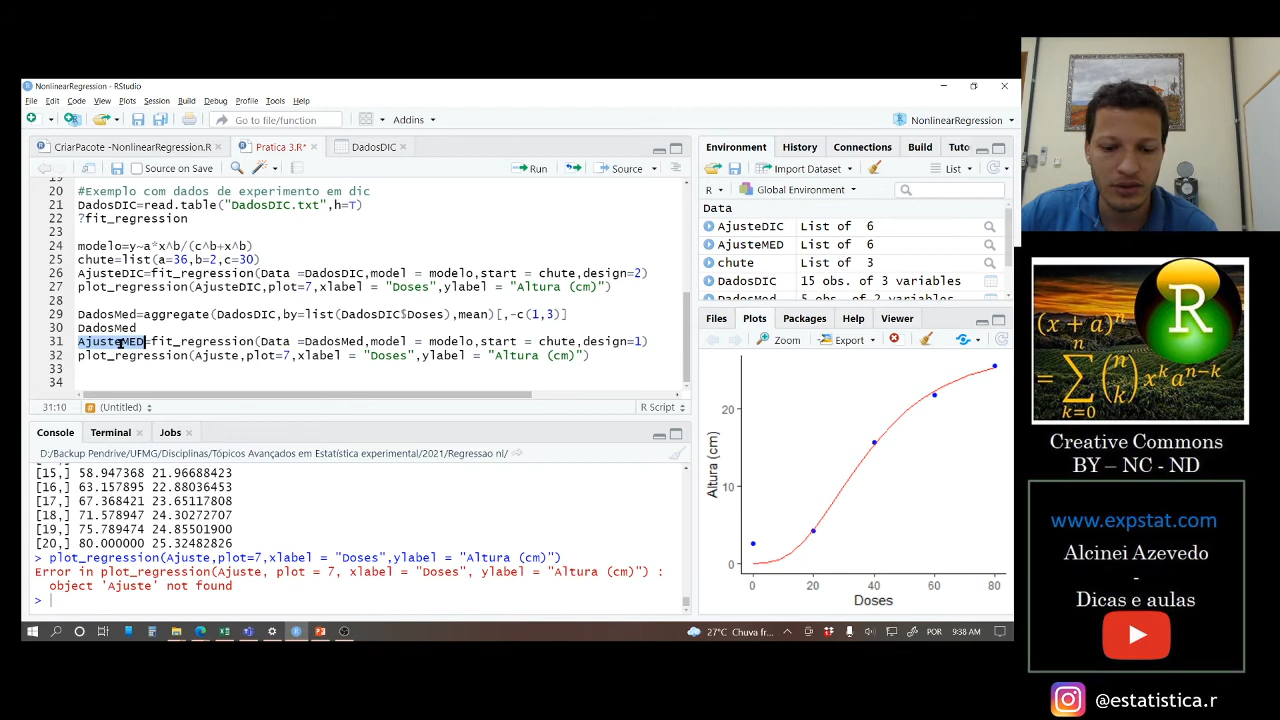 NonlinearRegression - RStudio
File Edit Code View Plots Session Build Debug Profile Tools Help
Go to file/function
Addins
NonlinearRegression
CriarPacote -NonlinearRegression.R
Pratica 3.R*
DadosDIC
Source on Save
Run
Source
20 #Exemplo com dados de experimento em dic
21 DadosDIC=read.table("DadosDIC.txt",h=T)
22 ?fit_regression
23
24 modelo=y~a*x^b/(c^b+x^b)
25 chute=list(a=36,b=2,c=30)
26 AjusteDIC=fit_regression(Data =DadosDIC,model = modelo,start = chute,design=2)
27 plot_regression(AjusteDIC,plot=7,xlabel = "Doses",ylabel = "Altura (cm)")
28
29 DadosMed=aggregate(DadosDIC,by=list(DadosDIC$Doses),mean)[,-c(1,3)]
30 DadosMed
31 AjusteMED=fit_regression(Data =DadosMed,model = modelo,start = chute,design=1)
32 plot_regression(Ajuste,plot=7,xlabel = "Doses",ylabel = "Altura (cm)")
33
34
31:10
(Untitled)
R Script
Console
Terminal
Jobs
D:/Backup Pendrive/UFMG/Disciplinas/Tópicos Avançados em Estatística experimental/2021/Regressao nl/
[15,] 58.947368 21.96688423
[16,] 63.157895 22.88036453
[17,] 67.368421 23.65117808
[18,] 71.578947 24.30272707
[19,] 75.789474 24.85501900
[20,] 80.000000 25.32482826
> plot_regression(Ajuste,plot=7,xlabel = "Doses",ylabel = "Altura (cm)")
Error in plot_regression(Ajuste, plot = 7, xlabel = "Doses", ylabel = "Altura (cm)") :
object 'Ajuste' not found
>
Environment
History
Connections
Build
Tuto
Import Dataset
List
R
Global Environment
Data
AjusteDIC List of 6
AjusteMED List of 6
chute List of 3
DadosDIC 15 obs. of 3 variables
DadosMed 5 obs. of 2 variables
Files
Plots
Packages
Help
Viewer
Zoom
Export
Altura (cm)
20
10
0
0 20 40 60 80
Doses
27°C Chuva fr...
POR
9:38 AM
(x + a)^n
= ∑ (n k) x^k a^(n-k)
n
k=0
R
Creative Commons
BY – NC - ND
www.expstat.com
Alcinei Azevedo
-
Dicas e aulas
@estatistica.r